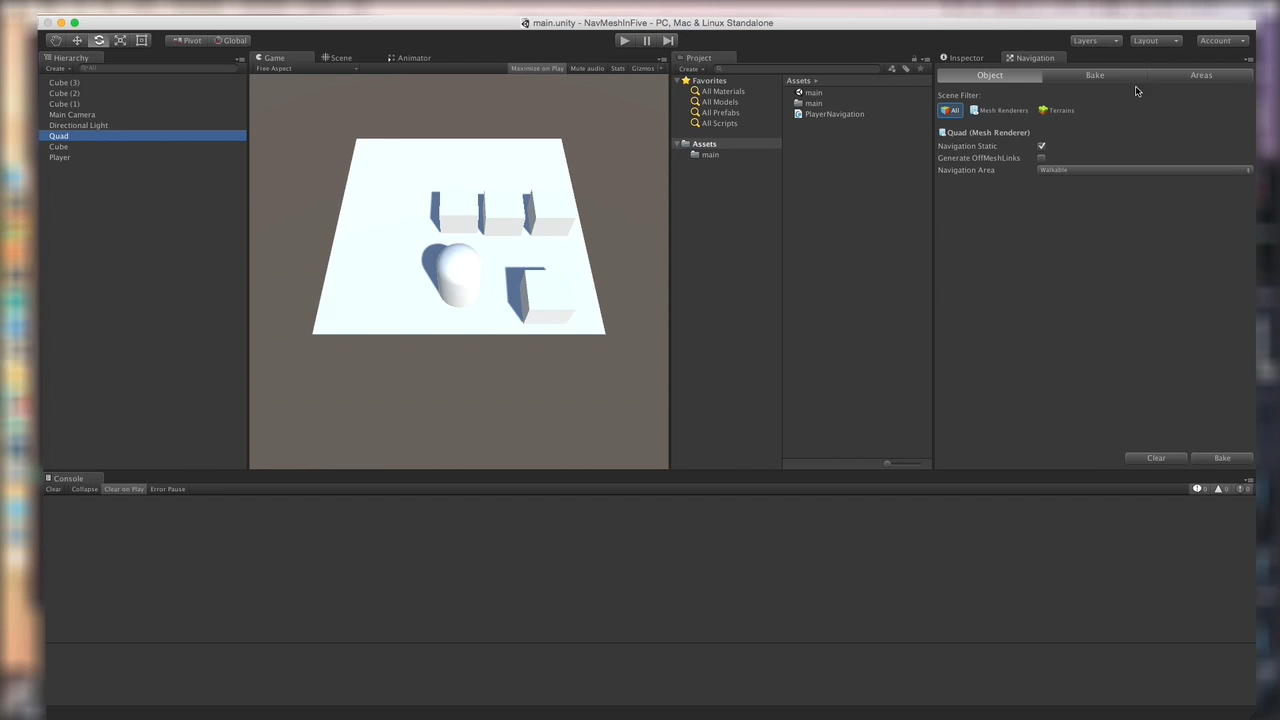 main.unity - NavMeshInFive - PC, Mac & Linux Standalone
Pivot Global Layers Layout Account
Hierarchy
Create All
Cube (3)
Cube (2)
Cube (1)
Main Camera
Directional Light
Quad
Cube
Player
Game Scene Animator
Free Aspect Maximize on Play Mute audio Stats Gizmos
Project
Create
Favorites
All Materials
All Models
All Prefabs
All Scripts
Assets
main
Assets
main
main
PlayerNavigation
Inspector Navigation
Object Bake Areas
Scene Filter:
All Mesh Renderers Terrains
Quad (Mesh Renderer)
Navigation Static
Generate OffMeshLinks
Navigation Area Walkable
Clear Bake
Console
Clear Collapse Clear on Play Error Pause 0 0 0